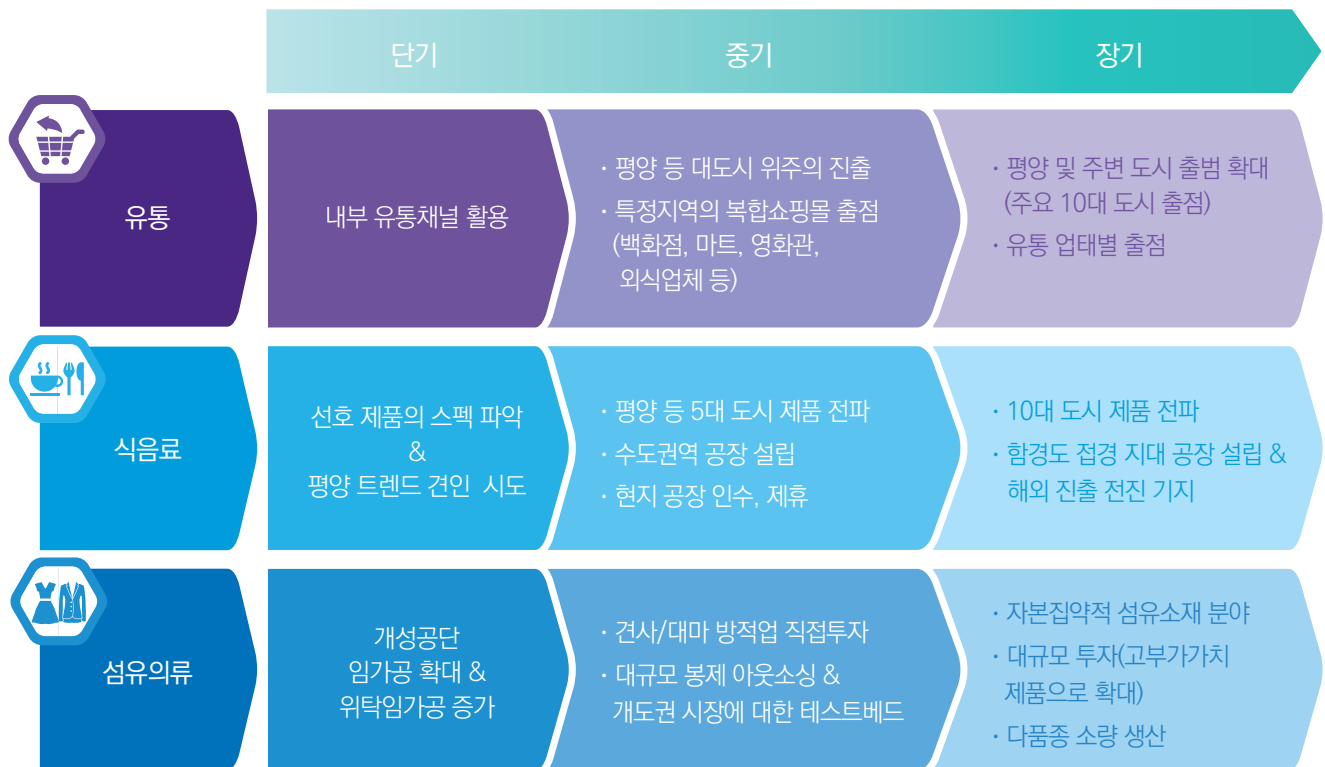 단기
중기
장기
유통
내부 유통채널 활용
· 평양 등 대도시 위주의 진출
· 특정지역의 복합쇼핑몰 출점
(백화점, 마트, 영화관,
외식업체 등)
· 평양 및 주변 도시 출범 확대
(주요 10대 도시 출점)
· 유통 업태별 출점
식음료
선호 제품의 스펙 파악
&
평양 트렌드 견인 시도
· 평양 등 5대 도시 제품 전파
· 수도권역 공장 설립
· 현지 공장 인수, 제휴
· 10대 도시 제품 전파
· 함경도 접경 지대 공장 설립 &
해외 진출 전진 기지
섬유의류
개성공단
임가공 확대 &
위탁임가공 증가
· 견사/대마 방적업 직접투자
· 대규모 봉제 아웃소싱 &
개도권 시장에 대한 테스트베드
· 자본집약적 섬유소재 분야
· 대규모 투자(고부가가치
제품으로 확대)
· 다품종 소량 생산